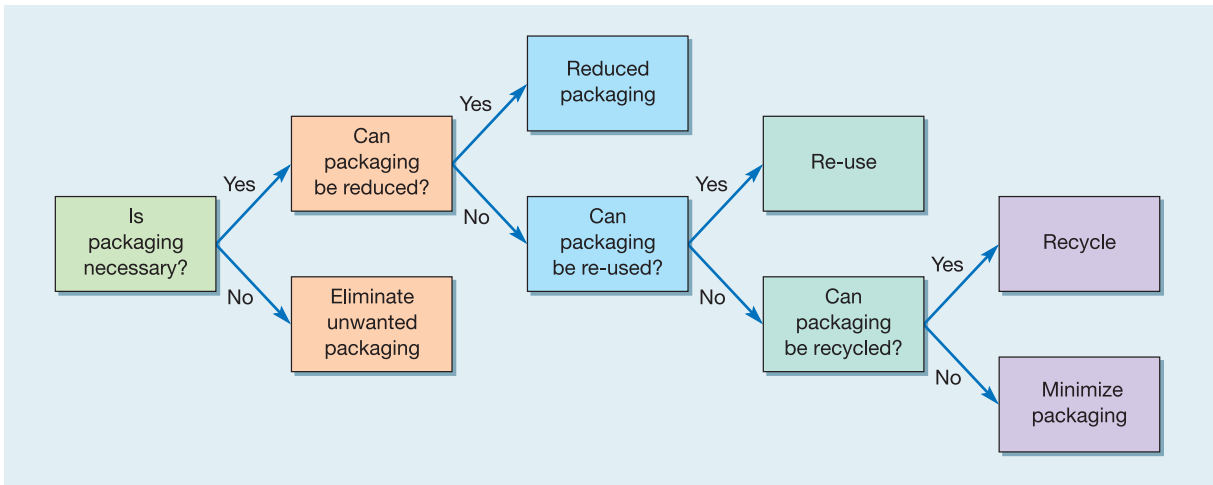 Is
packaging
necessary?
Yes
No
Can
packaging
be reduced?
Eliminate
unwanted
packaging
Yes
No
Reduced
packaging
Can
packaging
be re-used?
Yes
No
Re-use
Can
packaging
be recycled?
Yes
No
Recycle
Minimize
packaging